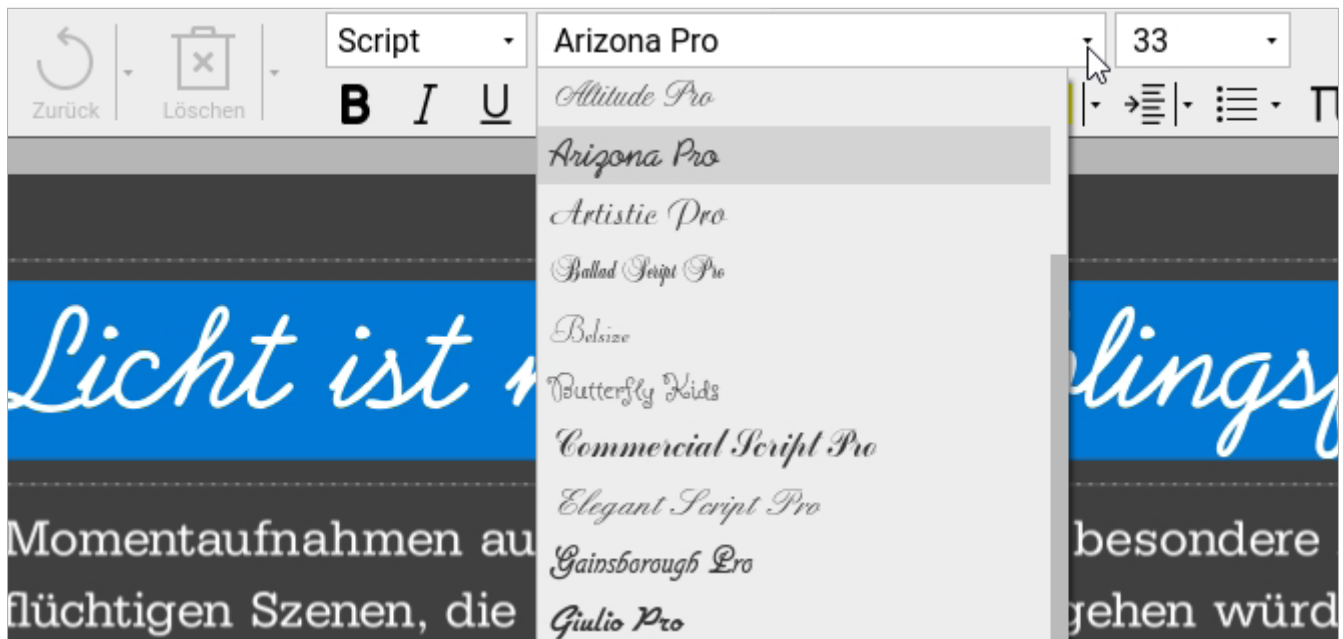 Script
Arizona Pro
33
Zurück
Löschen
B I U
Altitude Pro
Arizona Pro
Artistic Pro
Ballad Script Pro
Belsize
Butterfly Kids
Commercial Script Pro
Elegant Script Pro
Gainsborough Pro
Giulio Pro
Licht ist
Momentaufnahmen au besondere
flüchtigen Szenen, die gehen würd